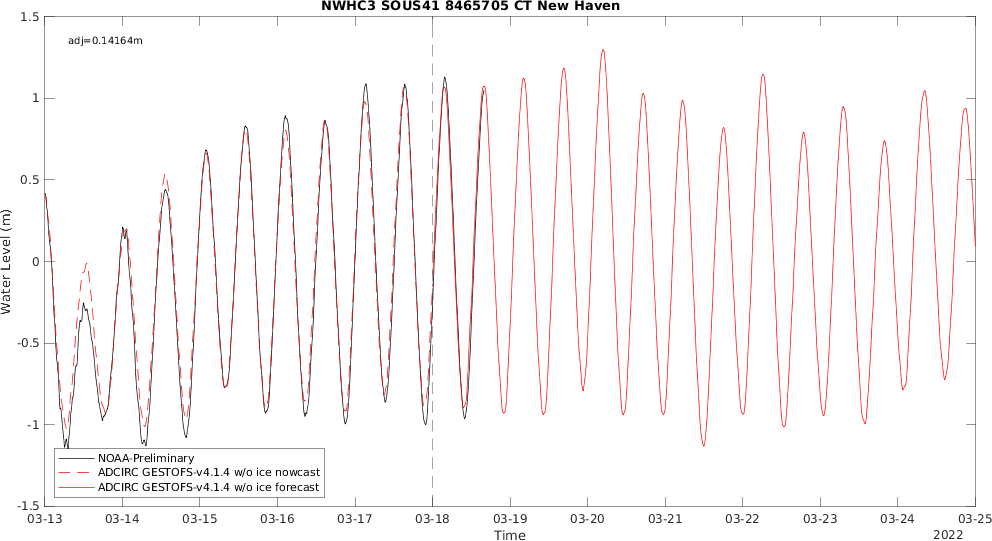 NWHC3 SOUS41 8465705 CT New Haven
adj=0.14164m
1.5
1
0.5
0
-0.5
-1
-1.5
Water Level (m)
NOAA-Preliminary
ADCIRC GESTOFS-v4.1.4 w/o ice nowcast
ADCIRC GESTOFS-v4.1.4 w/o ice forecast
03-13 03-14 03-15 03-16 03-17 03-18 03-19 03-20 03-21 03-22 03-23 03-24 03-25
Time
2022